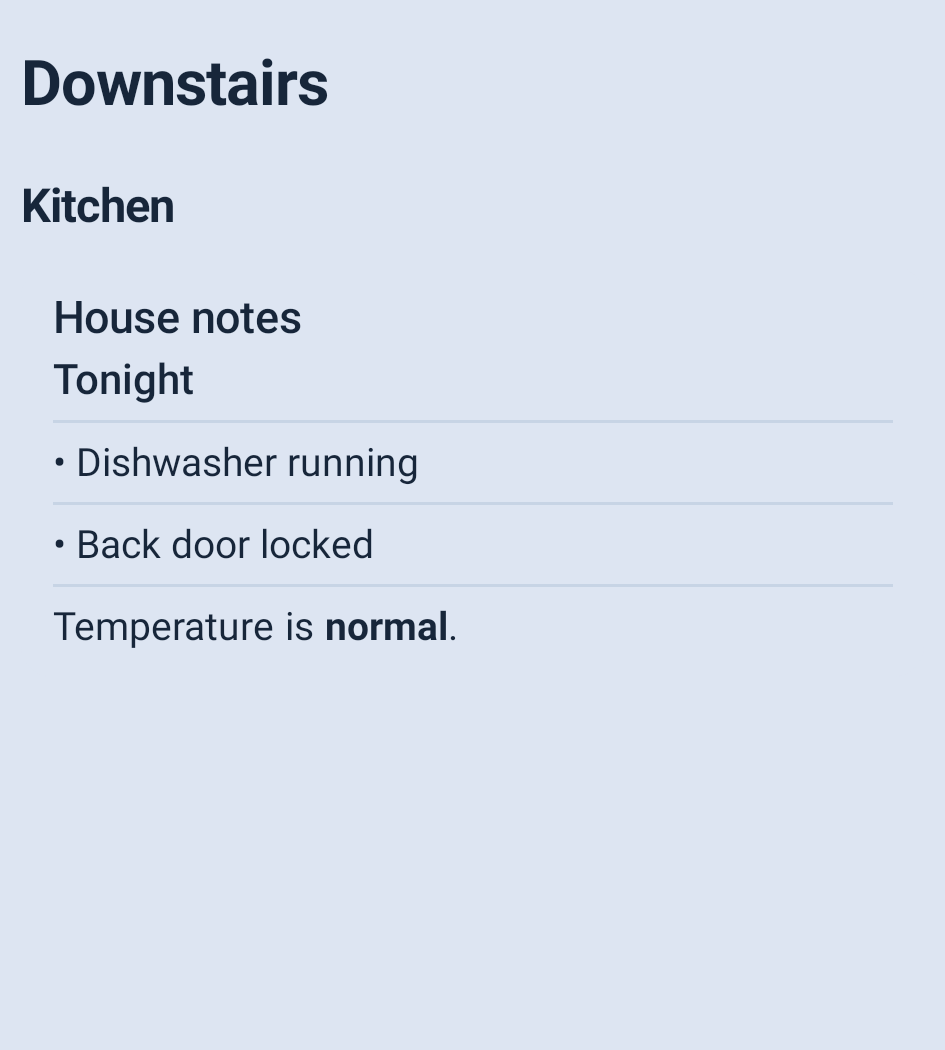 Downstairs
Kitchen
House notes
Tonight
• Dishwasher running
• Back door locked
Temperature is normal.